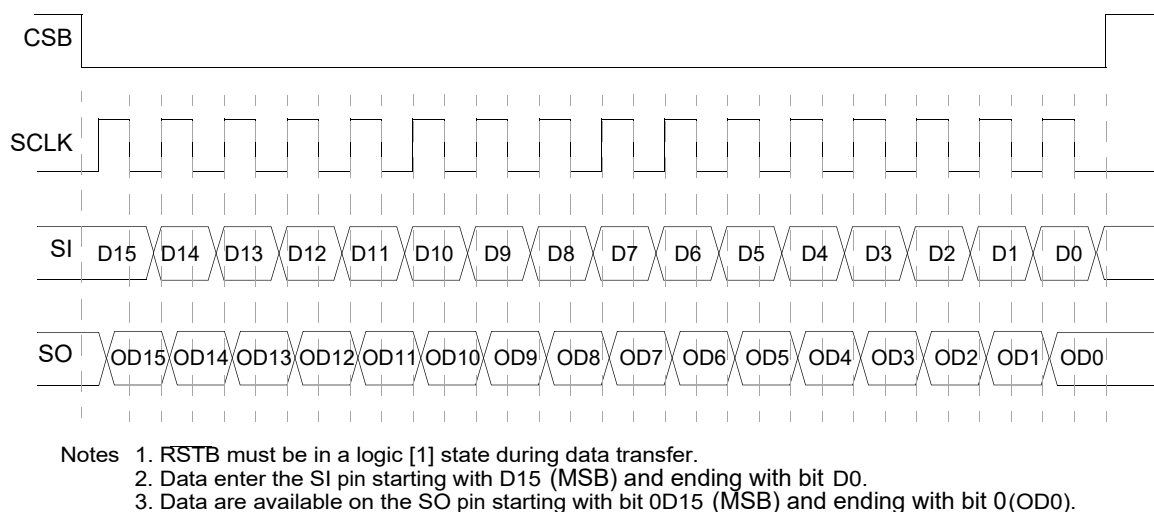 CSB
SCLK
SI D15 D14 D13 D12 D11 D10 D9 D8 D7 D6 D5 D4 D3 D2 D1 D0
SO OD15 OD14 OD13 OD12 OD11 OD10 OD9 OD8 OD7 OD6 OD5 OD4 OD3 OD2 OD1 OD0
Notes 1. RSTB must be in a logic [1] state during data transfer.
2. Data enter the SI pin starting with D15 (MSB) and ending with bit D0.
3. Data are available on the SO pin starting with bit 0D15 (MSB) and ending with bit 0(OD0).